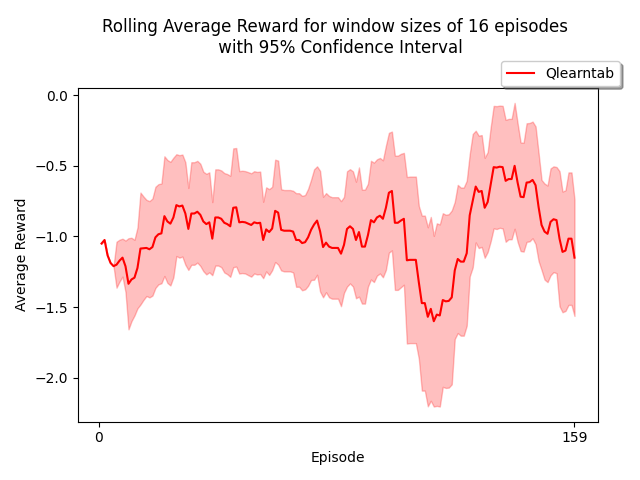 Rolling Average Reward for window sizes of 16 episodes
with 95% Confidence Interval
Qlearntab
0.0
−0.5
−1.0
−1.5
−2.0
Average Reward
0
159
Episode